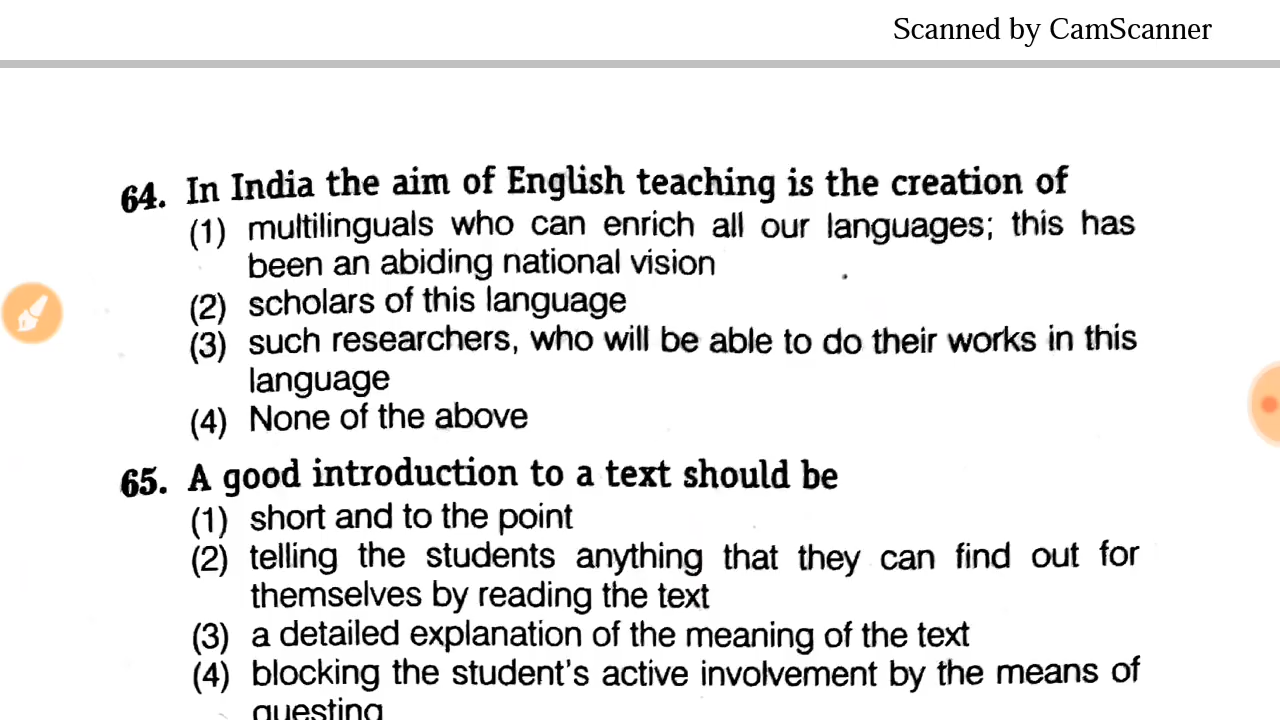 Scanned by CamScanner
64. In India the aim of English teaching is the creation of
(1) multilinguals who can enrich all our languages; this has
been an abiding national vision
(2) scholars of this language
(3) such researchers, who will be able to do their works in this
language
(4) None of the above
65. A good introduction to a text should be
(1) short and to the point
(2) telling the students anything that they can find out for
themselves by reading the text
(3) a detailed explanation of the meaning of the text
(4) blocking the student's active involvement by the means of
questing